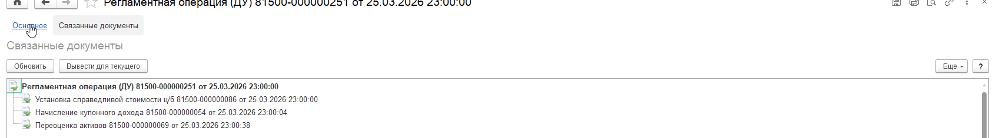 Регламентная операция (ДУ) 81500-000000251 от 25.03.2026 23:00:00
Основное Связанные документы
Связанные документы
Обновить Вывести для текущего Еще ?
Регламентная операция (ДУ) 81500-000000251 от 25.03.2026 23:00:00
Установка справедливой стоимости ц/б 81500-000000086 от 25.03.2026 23:00:00
Начисление купонного дохода 81500-000000054 от 25.03.2026 23:00:04
Переоценка активов 81500-000000069 от 25.03.2026 23:00:38